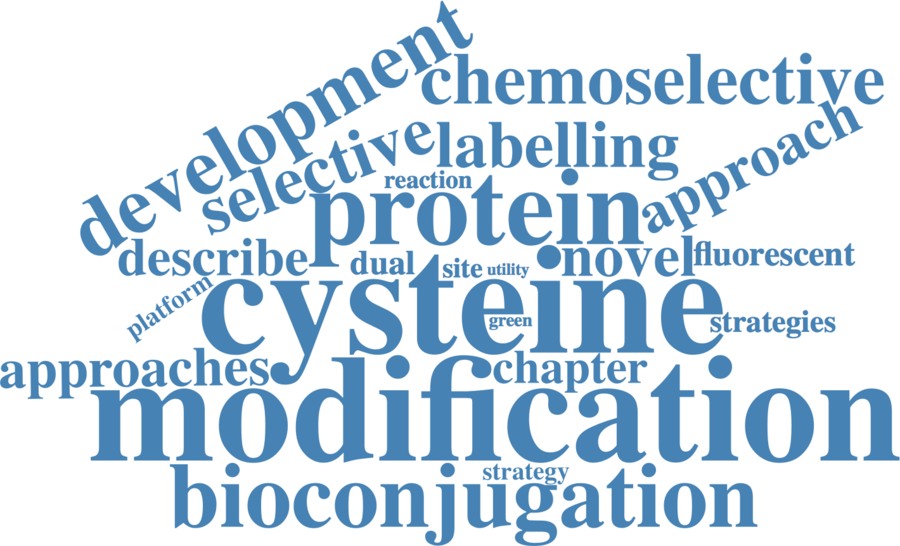 development
chemoselective
selective
labelling
approach
reaction
protein
describe
dual
site
utility
novel
fluorescent
platform
cysteine
green
strategies
approaches
chapter
modification
strategy
bioconjugation